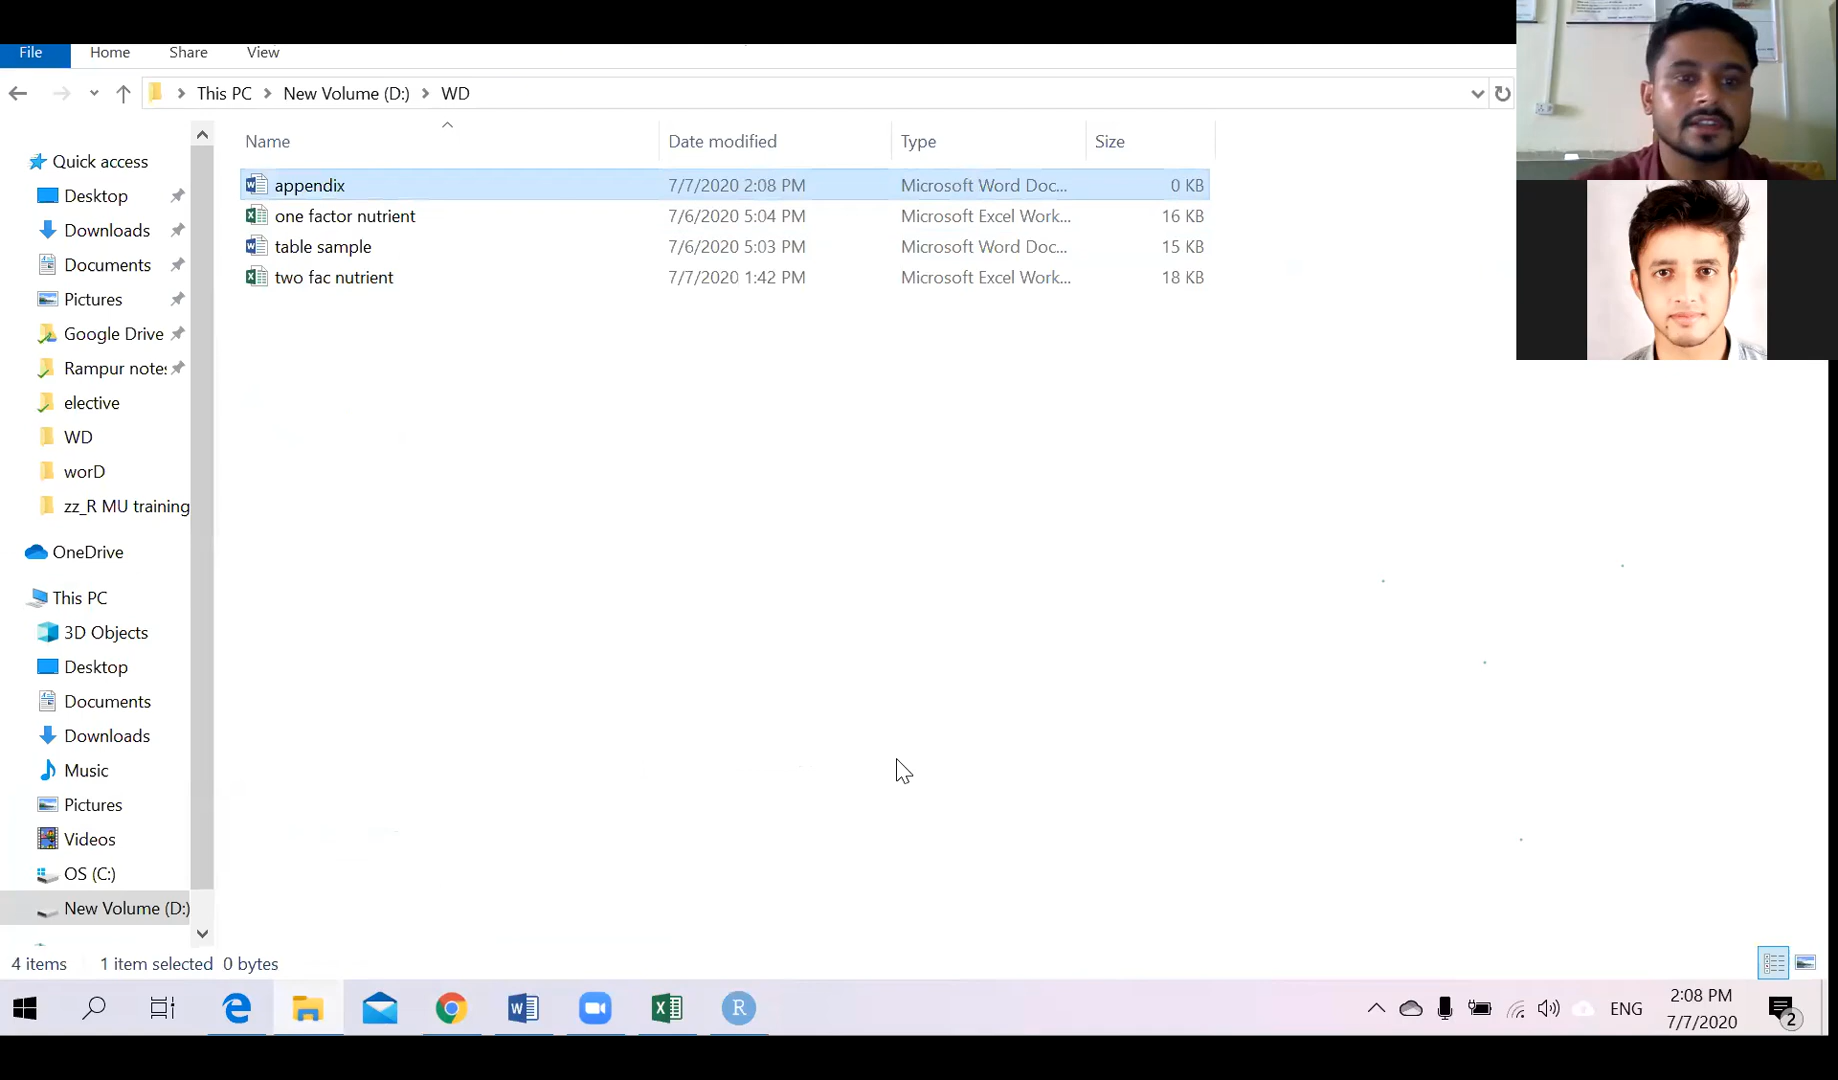 File Home Share View
This PC New Volume (D:) WD
Name Date modified Type Size
appendix 7/7/2020 2:08 PM Microsoft Word Doc... 0 KB
one factor nutrient 7/6/2020 5:04 PM Microsoft Excel Work... 16 KB
table sample 7/6/2020 5:03 PM Microsoft Word Doc... 15 KB
two fac nutrient 7/7/2020 1:42 PM Microsoft Excel Work... 18 KB
Quick access
Desktop
Downloads
Documents
Pictures
Google Drive
Rampur notes
elective
WD
worD
zz_R MU training
OneDrive
This PC
3D Objects
Desktop
Documents
Downloads
Music
Pictures
Videos
OS (C:)
New Volume (D:)
4 items 1 item selected 0 bytes
R ENG 2:08 PM
7/7/2020 2